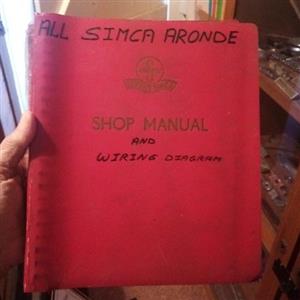 ALL SIMCA ARONDE
SHOP MANUAL
AND
WIRING DIAGRAM